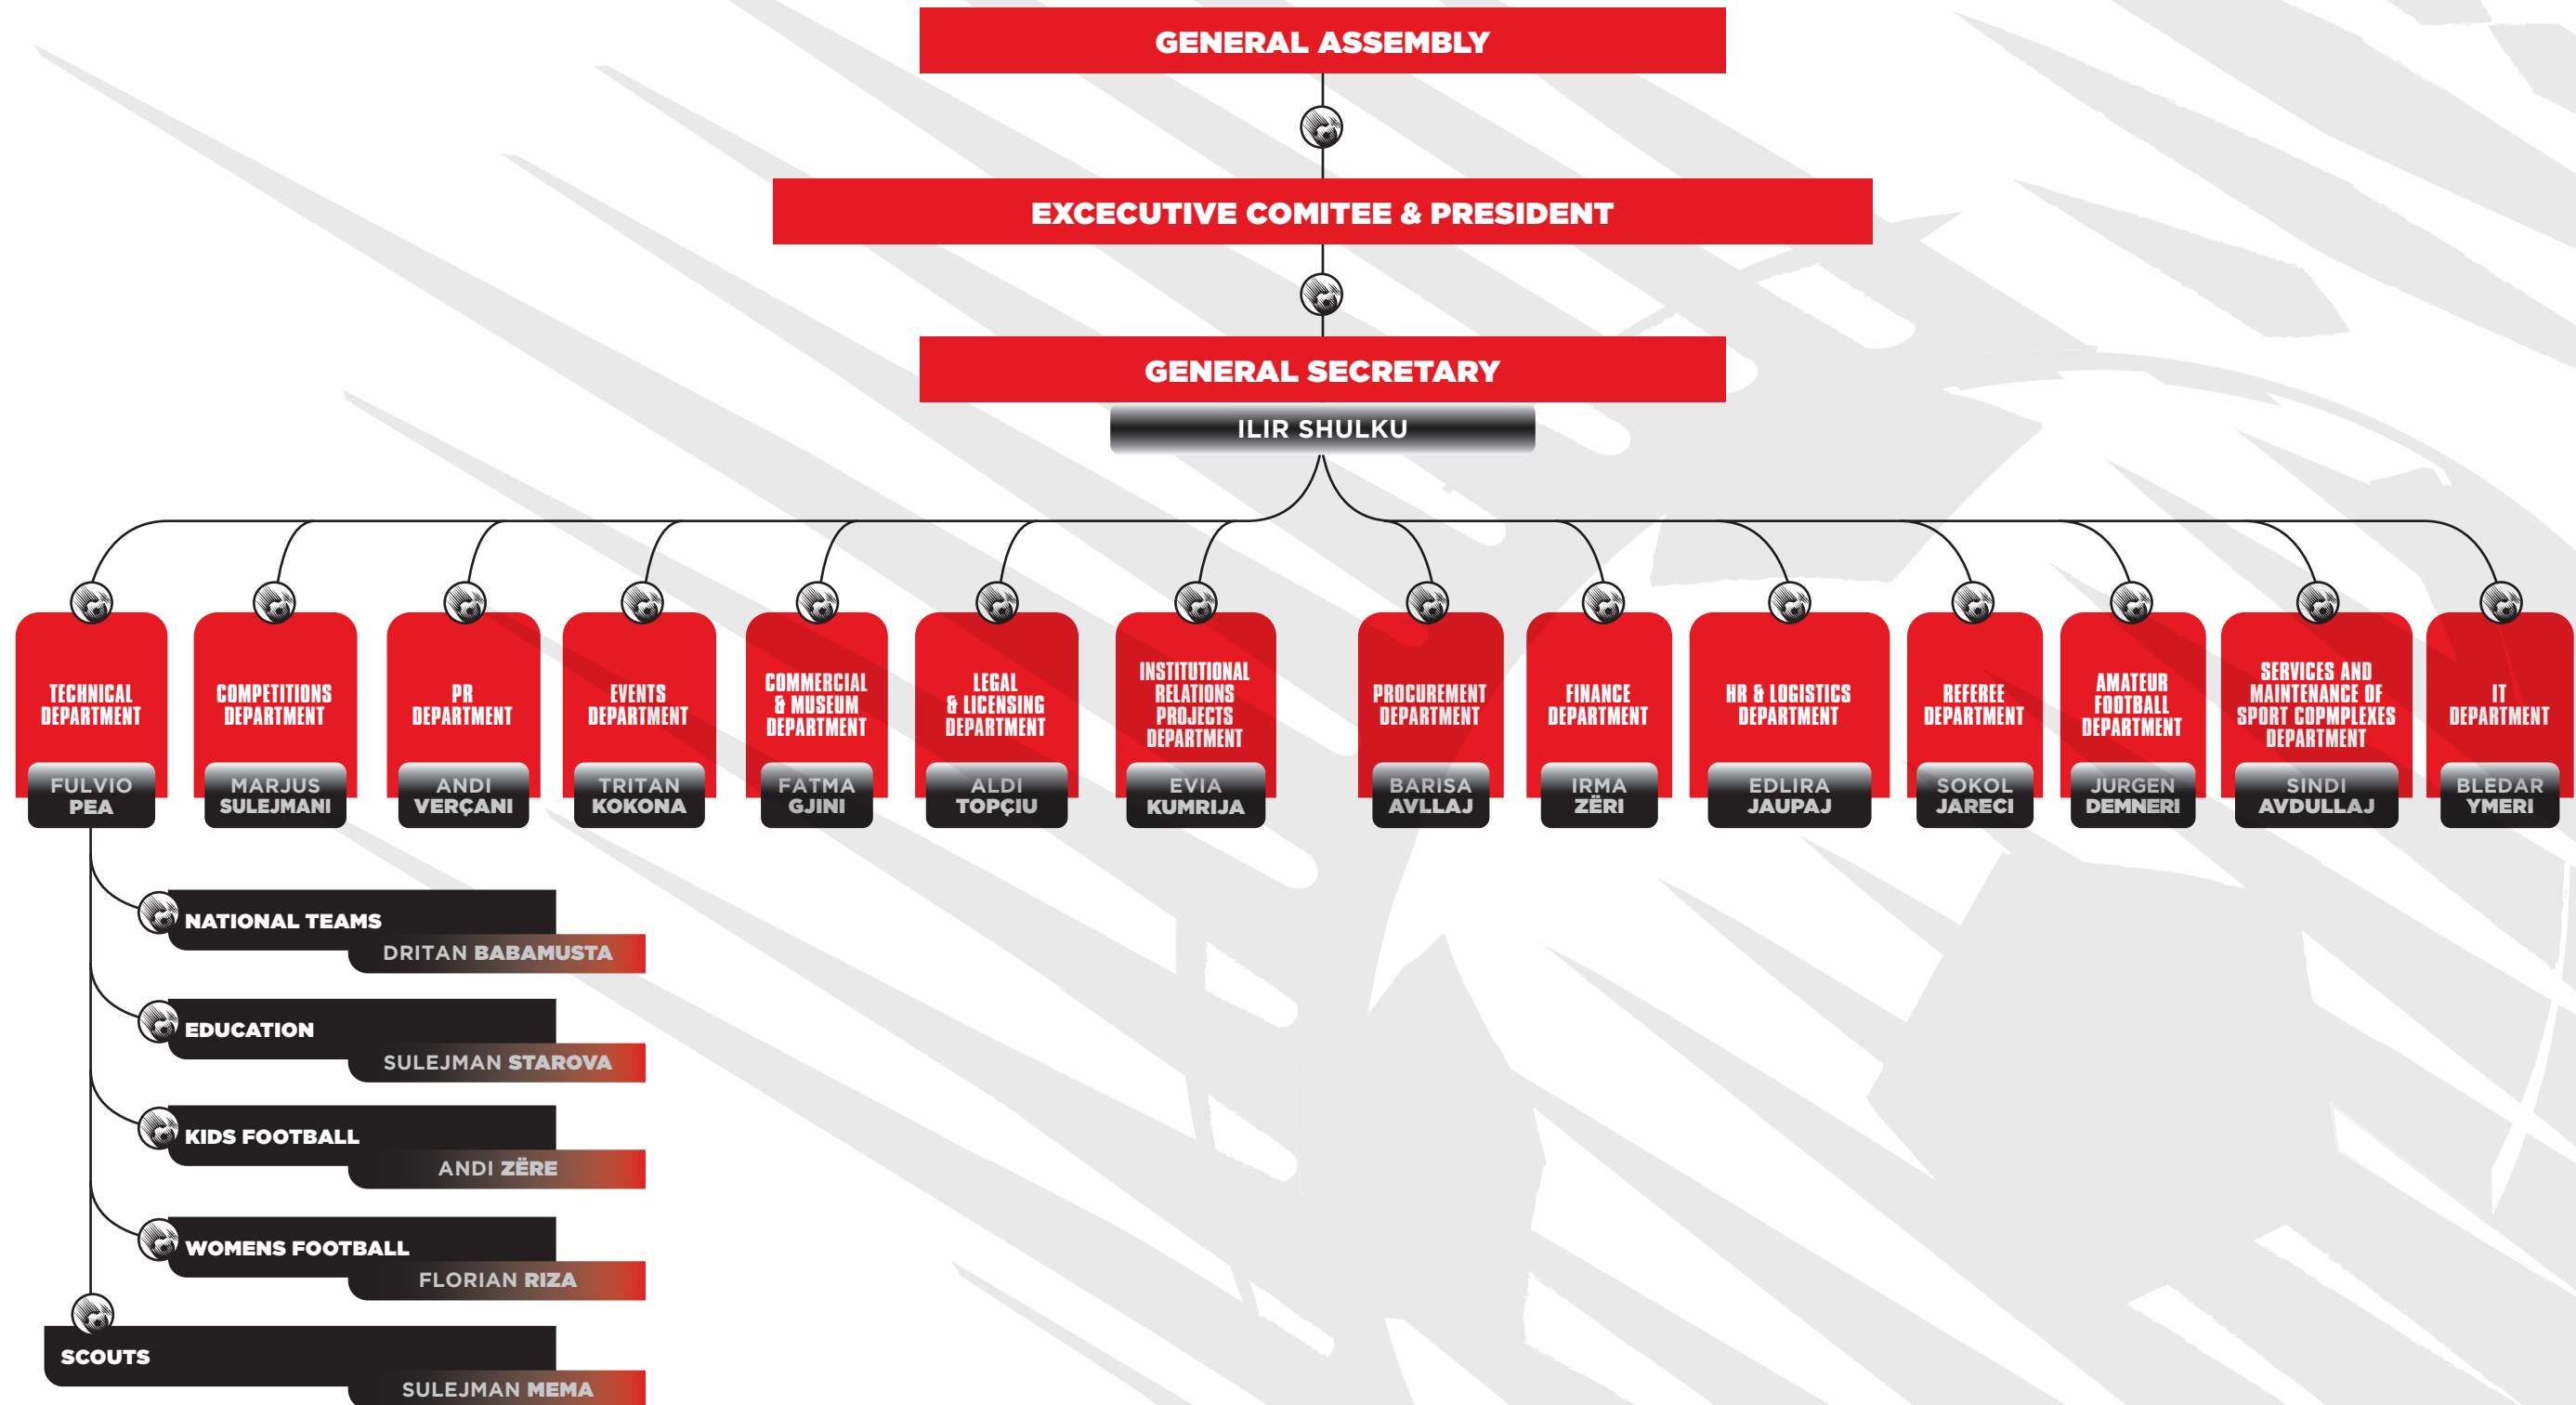 GENERAL ASSEMBLY
EXCECUTIVE COMITEE & PRESIDENT
GENERAL SECRETARY
ILIR SHULKU
TECHNICAL
DEPARTMENT
FULVIO
PEA
COMPETITIONS
DEPARTMENT
MARJUS
SULEJMANI
PR
DEPARTMENT
ANDI
VERÇANI
EVENTS
DEPARTMENT
TRITAN
KOKONA
COMMERCIAL
& MUSEUM
DEPARTMENT
FATMA
GJINI
LEGAL
& LICENSING
DEPARTMENT
ALDI
TOPÇIU
INSTITUTIONAL
RELATIONS
PROJECTS
DEPARTMENT
EVIA
KUMRIJA
PROCUREMENT
DEPARTMENT
BARISA
AVLLAJ
FINANCE
DEPARTMENT
IRMA
ZËRI
HR & LOGISTICS
DEPARTMENT
EDLIRA
JAUPAJ
REFEREE
DEPARTMENT
SOKOL
JARECI
AMATEUR
FOOTBALL
DEPARTMENT
JURGEN
DEMNERI
SERVICES AND
MAINTENANCE OF
SPORT COPMPLEXES
DEPARTMENT
SINDI
AVDULLAJ
IT
DEPARTMENT
BLEDAR
YMERI
NATIONAL TEAMS
DRITAN BABAMUSTA
EDUCATION
SULEJMAN STAROVA
KIDS FOOTBALL
ANDI ZËRE
WOMENS FOOTBALL
FLORIAN RIZA
SCOUTS
SULEJMAN MEMA